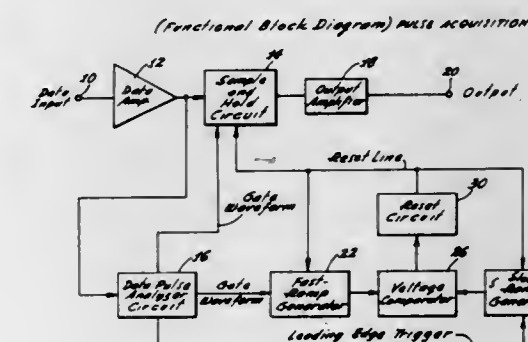 (Functional Block Diagram) PULSE ACQUISITION
10
12
14
18
20
Data
Input
Data
Amp.
Sample
and
Hold
Circuit
Output
Amplifier
Output
Reset Line
Gate
Waveform
30
Reset
Circuit
16
Data Pulse
Analyser
Circuit
Gate
Waveform
22
Fast-
Ramp
Generator
26
Voltage
Comparator
Leading Edge Trigger